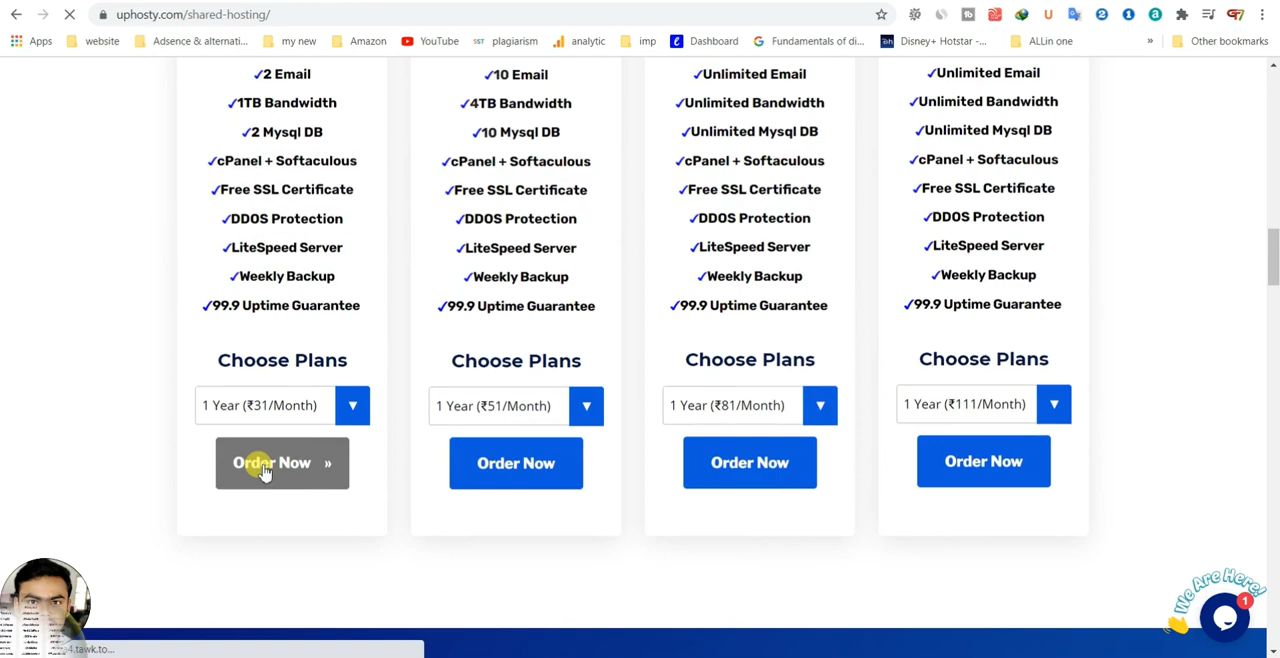 uphosty.com/shared-hosting/
Apps website Adsence & alternati... my new Amazon YouTube SST plagiarism analytic imp Dashboard Fundamentals of di... Disney+ Hotstar -... ALLin one » Other bookmarks
✓2 Email
✓1TB Bandwidth
✓2 Mysql DB
✓cPanel + Softaculous
✓Free SSL Certificate
✓DDOS Protection
✓LiteSpeed Server
✓Weekly Backup
✓99.9 Uptime Guarantee
Choose Plans
1 Year (₹31/Month) ▼
Order Now »
✓10 Email
✓4TB Bandwidth
✓10 Mysql DB
✓cPanel + Softaculous
✓Free SSL Certificate
✓DDOS Protection
✓LiteSpeed Server
✓Weekly Backup
✓99.9 Uptime Guarantee
Choose Plans
1 Year (₹51/Month) ▼
Order Now
✓Unlimited Email
✓Unlimited Bandwidth
✓Unlimited Mysql DB
✓cPanel + Softaculous
✓Free SSL Certificate
✓DDOS Protection
✓LiteSpeed Server
✓Weekly Backup
✓99.9 Uptime Guarantee
Choose Plans
1 Year (₹81/Month) ▼
Order Now
✓Unlimited Email
✓Unlimited Bandwidth
✓Unlimited Mysql DB
✓cPanel + Softaculous
✓Free SSL Certificate
✓DDOS Protection
✓LiteSpeed Server
✓Weekly Backup
✓99.9 Uptime Guarantee
Choose Plans
1 Year (₹111/Month) ▼
Order Now
We Are Here!
1